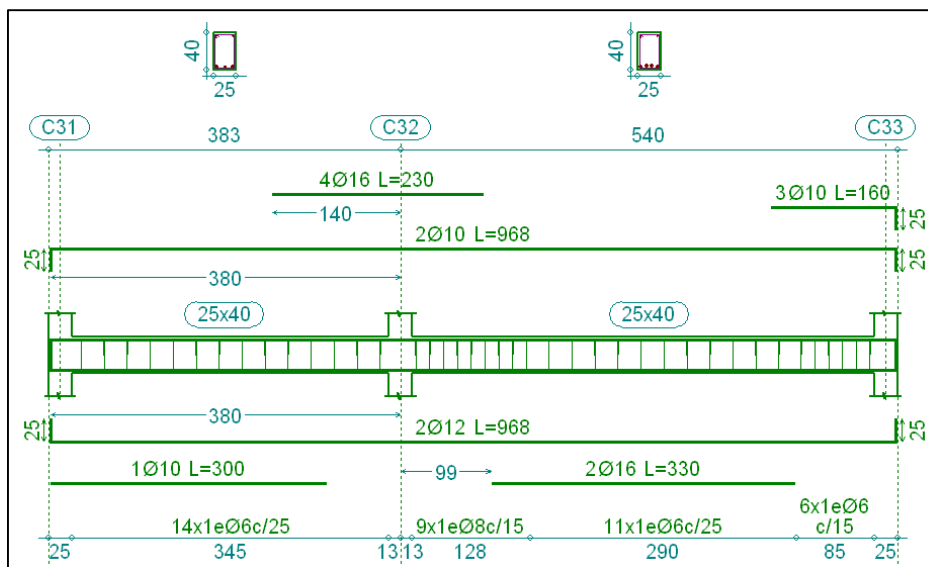 40 40
25 25
C31 C32 C33
383 540
4Ø16 L=230
3Ø10 L=160
140
25
2Ø10 L=968
25 25
380
25x40 25x40
380
25 2Ø12 L=968 25
1Ø10 L=300 99 2Ø16 L=330
14x1eØ6c/25 9x1eØ8c/15 11x1eØ6c/25 6x1eØ6
c/15
25 345 13 13 128 290 85 25